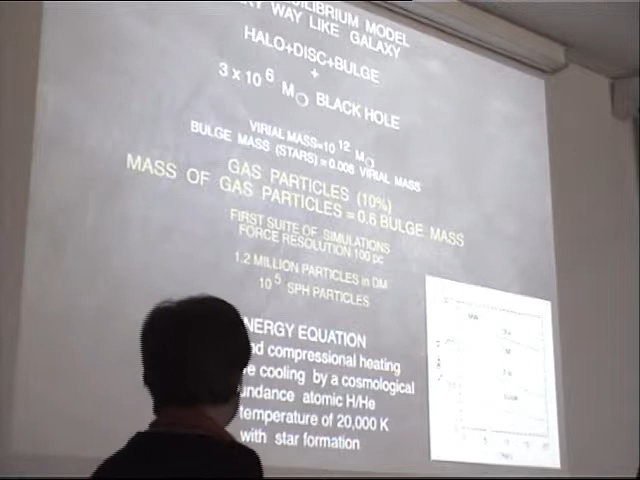 EQUILIBRIUM MODEL
WAY LIKE GALAXY
HALO+DISC+BULGE
+
3 x 10 6 M BLACK HOLE
VIRIAL MASS=10 12 M
BULGE MASS (STARS) = 0.008 VIRIAL MASS
GAS PARTICLES (10%)
MASS OF GAS PARTICLES = 0.6 BULGE MASS
FIRST SUITE OF SIMULATIONS
FORCE RESOLUTION 100 pc
1.2 MILLION PARTICLES in DM
10 5 SPH PARTICLES
NERGY EQUATION
nd compressional heating
e cooling by a cosmological
undance atomic H/He
temperature of 20,000 K
with star formation